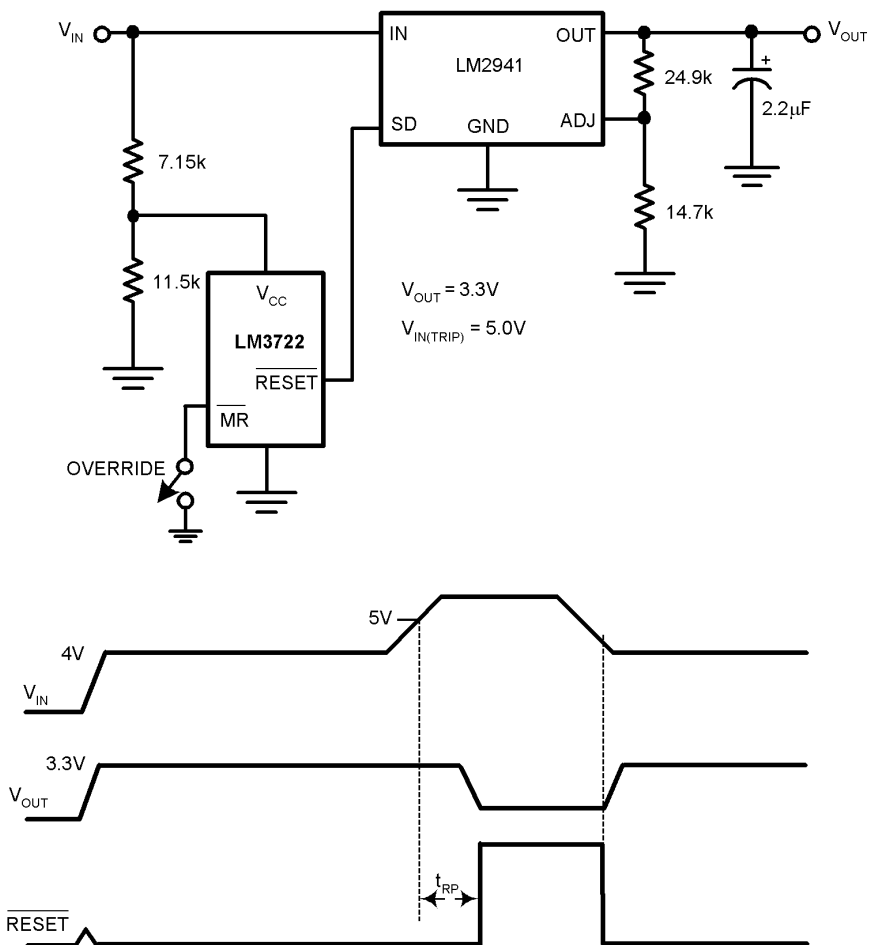 V_IN
IN
OUT
V_OUT
LM2941
24.9k
2.2μF
SD
GND
ADJ
7.15k
14.7k
11.5k
V_CC
V_OUT = 3.3V
LM3722
V_IN(TRIP) = 5.0V
RESET
MR
OVERRIDE
+
5V
4V
V_IN
3.3V
V_OUT
t_RP
RESET